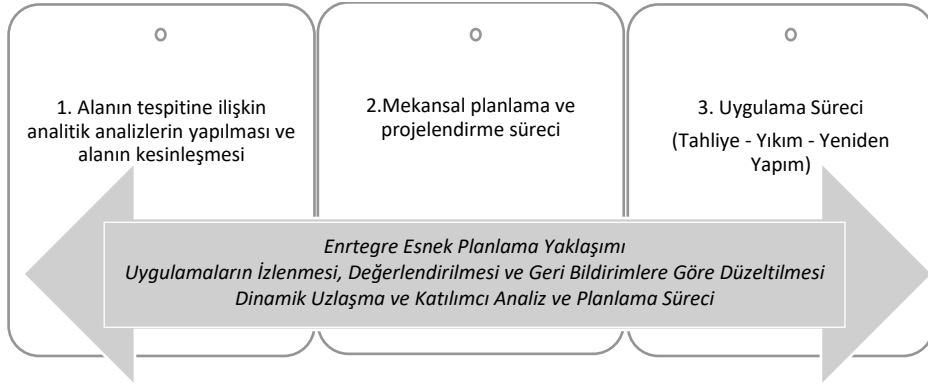 1. Alanın tespitine ilişkin
analitik analizlerin yapılması ve
alanın kesinleşmesi
2.Mekansal planlama ve
projelendirme süreci
3. Uygulama Süreci
(Tahliye - Yıkım - Yeniden
Yapım)
Enrtegre Esnek Planlama Yaklaşımı
Uygulamaların İzlenmesi, Değerlendirilmesi ve Geri Bildirimlere Göre Düzeltilmesi
Dinamik Uzlaşma ve Katılımcı Analiz ve Planlama Süreci